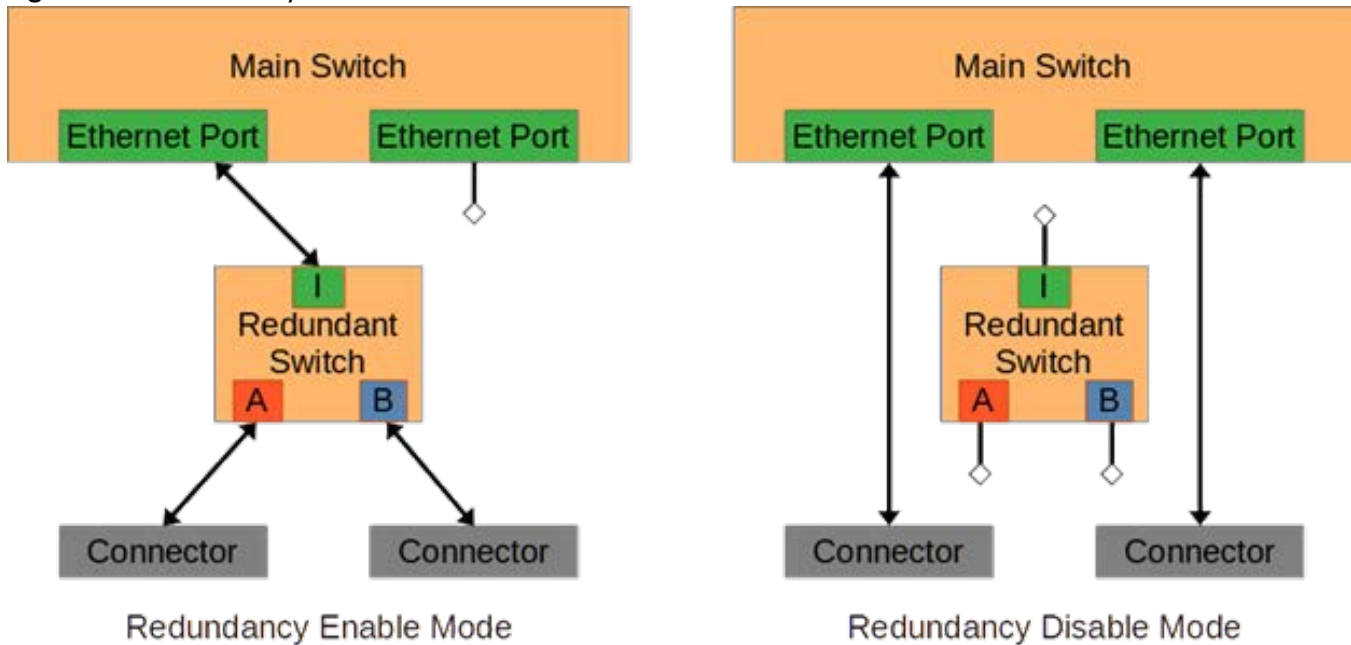 Main Switch
Ethernet Port Ethernet Port
I
Redundant
Switch
A B
Connector Connector
Redundancy Enable Mode
Main Switch
Ethernet Port Ethernet Port
I
Redundant
Switch
A B
Connector Connector
Redundancy Disable Mode